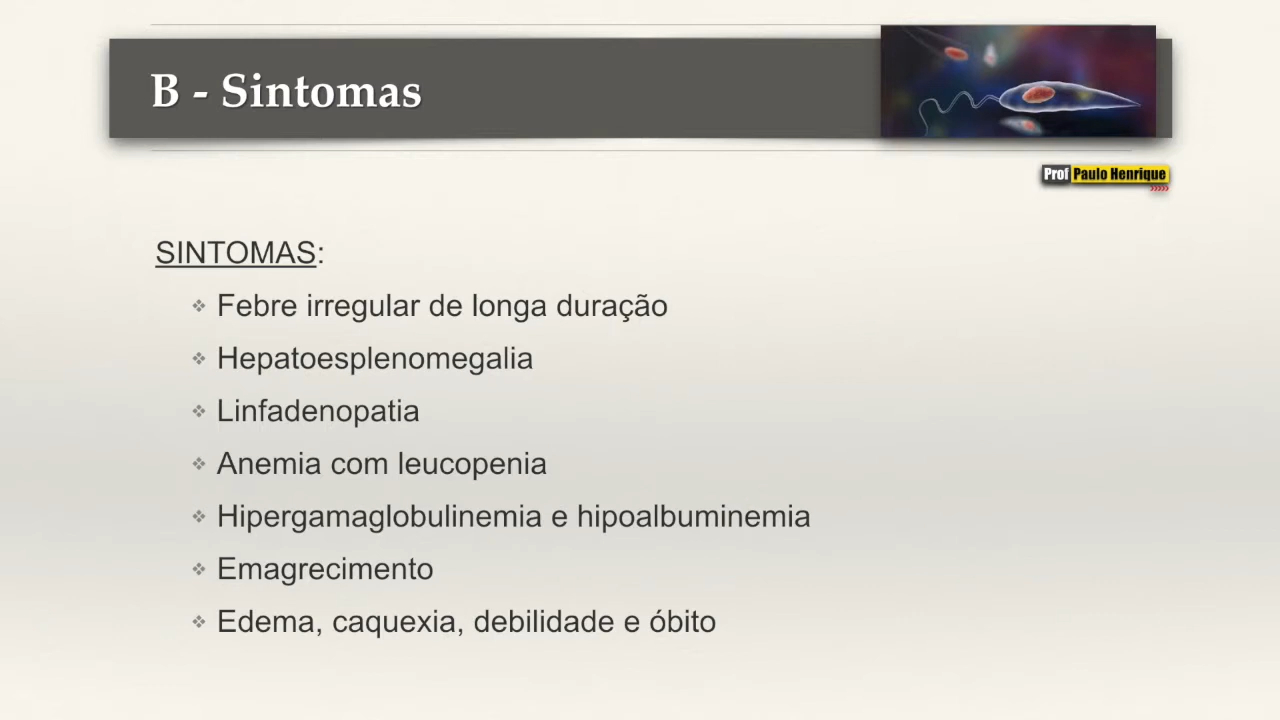 B - Sintomas
Prof Paulo Henrique
SINTOMAS:
Febre irregular de longa duração
Hepatoesplenomegalia
Linfadenopatia
Anemia com leucopenia
Hipergamaglobulinemia e hipoalbuminemia
Emagrecimento
Edema, caquexia, debilidade e óbito